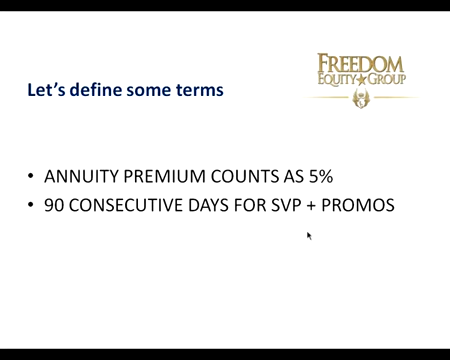 FREEDOM
EQUITY GROUP
Let's define some terms
• ANNUITY PREMIUM COUNTS AS 5%
• 90 CONSECUTIVE DAYS FOR SVP + PROMOS